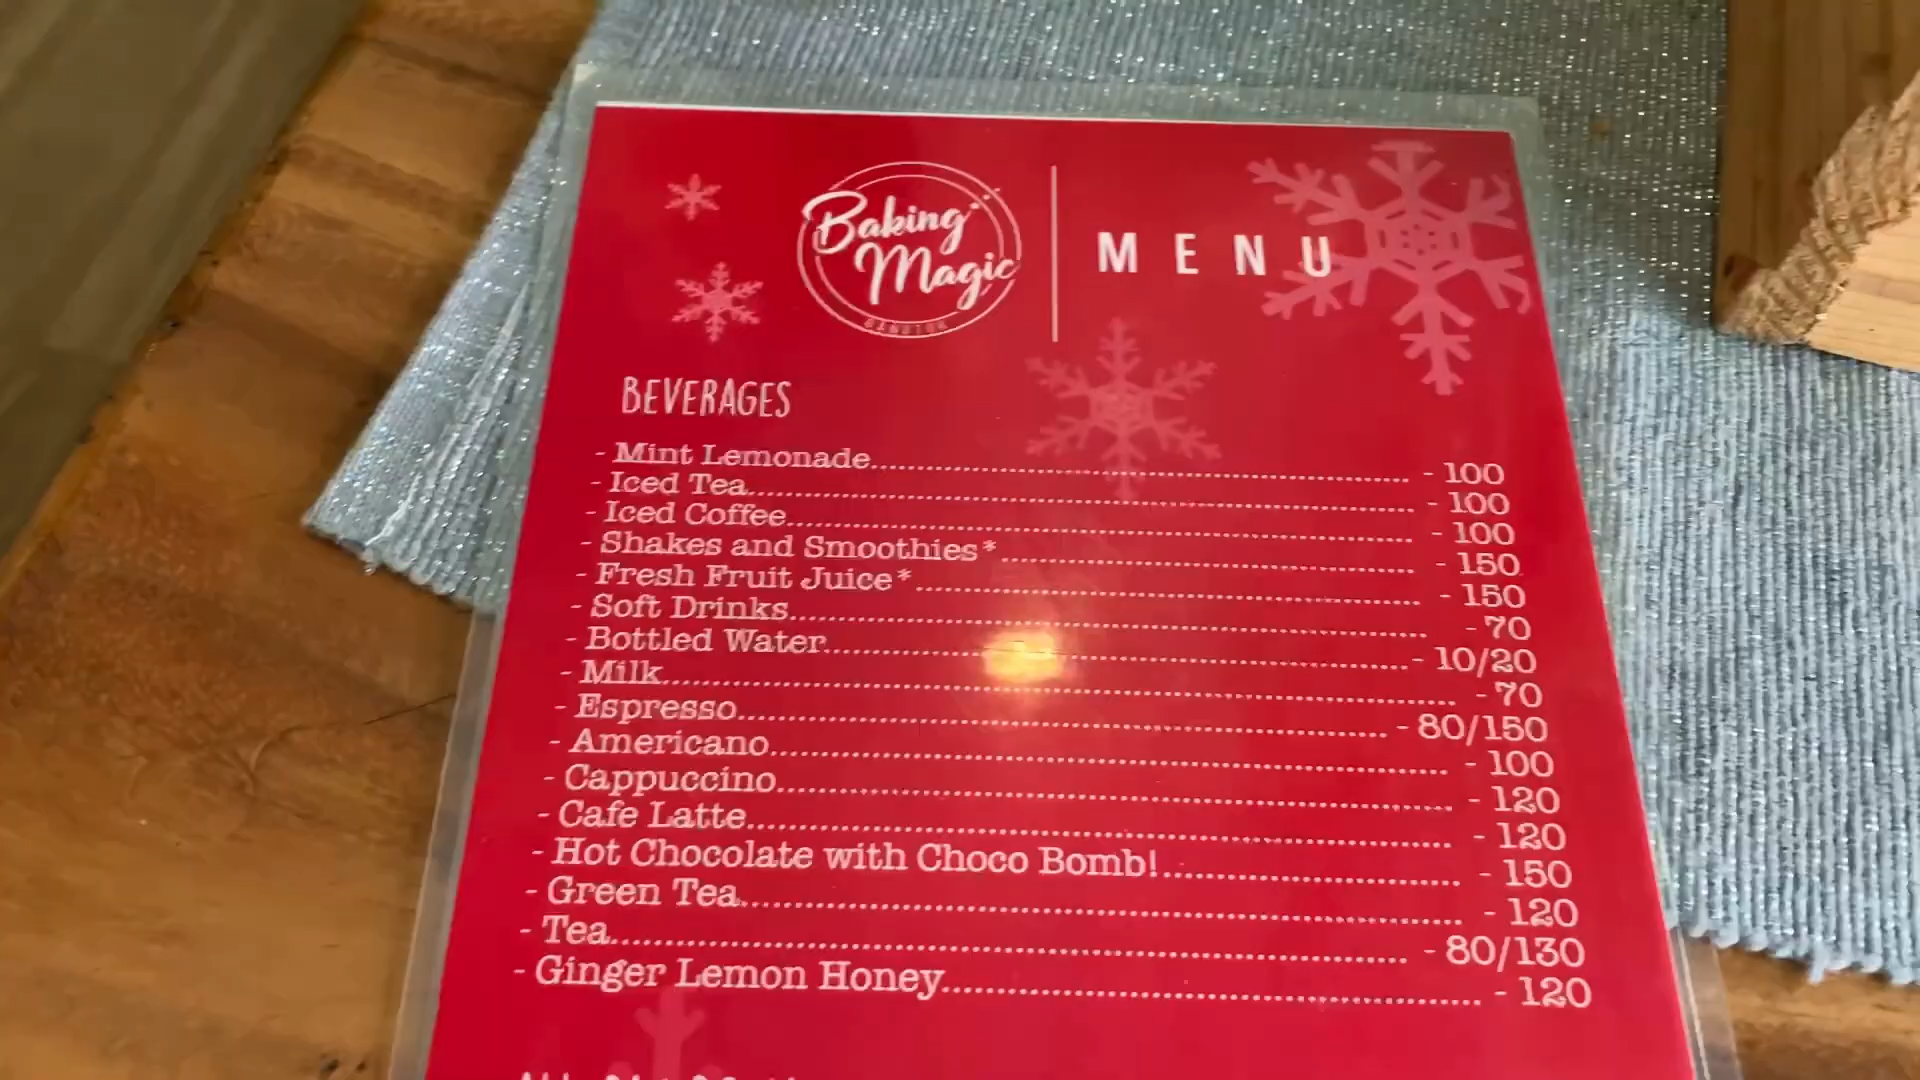 Baking
Magic
MENU
BEVERAGES
- Mint Lemonade - 100
- Iced Tea - 100
- Iced Coffee - 100
- Shakes and Smoothies* - 150
- Fresh Fruit Juice* - 150
- Soft Drinks - 70
- Bottled Water - 10/20
- Milk - 70
- Espresso - 80/150
- Americano - 100
- Cappuccino - 120
- Cafe Latte - 120
- Hot Chocolate with Choco Bomb! - 150
- Green Tea - 120
- Tea - 80/130
- Ginger Lemon Honey - 120